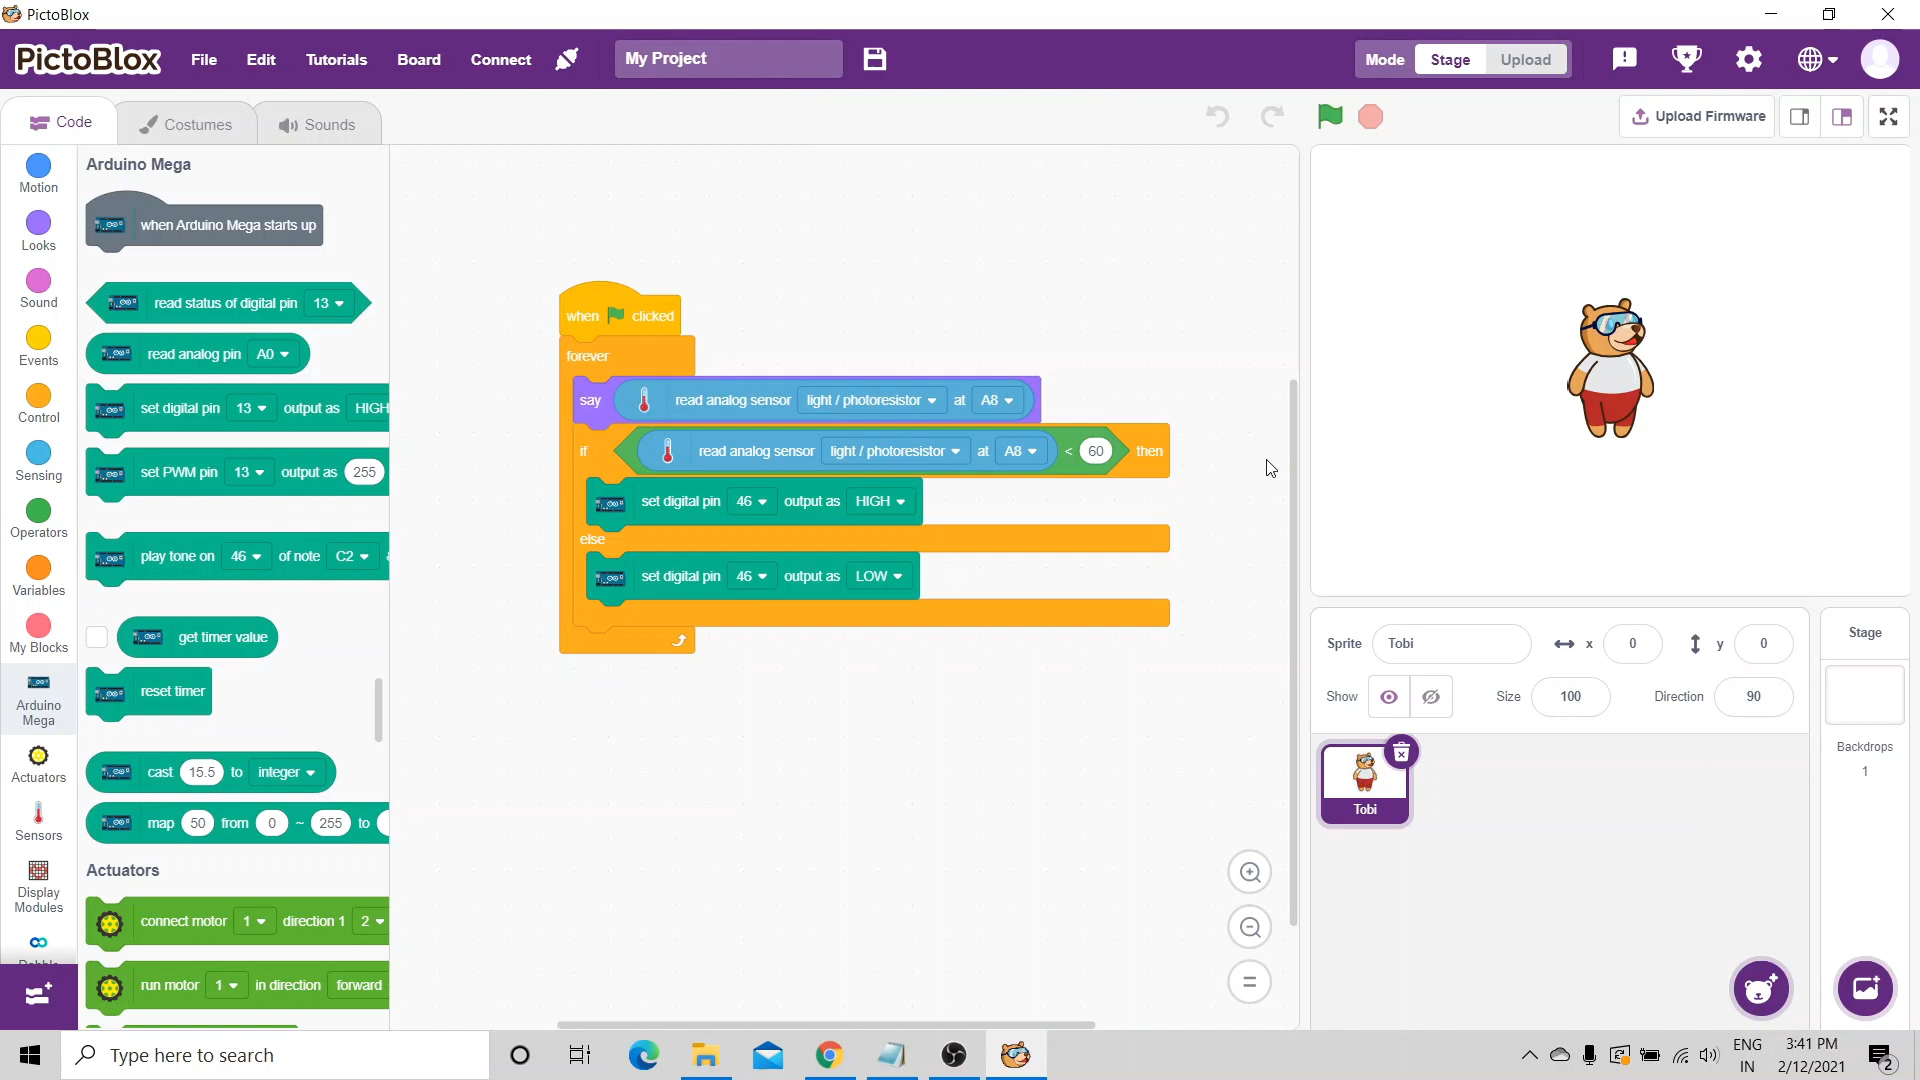 PictoBlox
PictoBlox File Edit Tutorials Board Connect My Project Mode Stage Upload
Code Costumes Sounds Upload Firmware
Motion
Looks
Sound
Events
Control
Sensing
Operators
Variables
My Blocks
Arduino
Mega
Actuators
Sensors
Display
Modules
Arduino Mega
when Arduino Mega starts up
read status of digital pin 13
read analog pin A0
set digital pin 13 output as HIGH
set PWM pin 13 output as 255
play tone on 46 of note C2
get timer value
reset timer
cast 15.5 to integer
map 50 from 0 ~ 255 to
Actuators
connect motor 1 direction 1 2
run motor 1 in direction forward
when clicked
forever
say read analog sensor light / photoresistor at A8
if read analog sensor light / photoresistor at A8 < 60 then
set digital pin 46 output as HIGH
else
set digital pin 46 output as LOW
Sprite Tobi x 0 y 0
Show Size 100 Direction 90
Tobi
Stage
Backdrops
1
Type here to search
ENG
IN
3:41 PM
2/12/2021
2